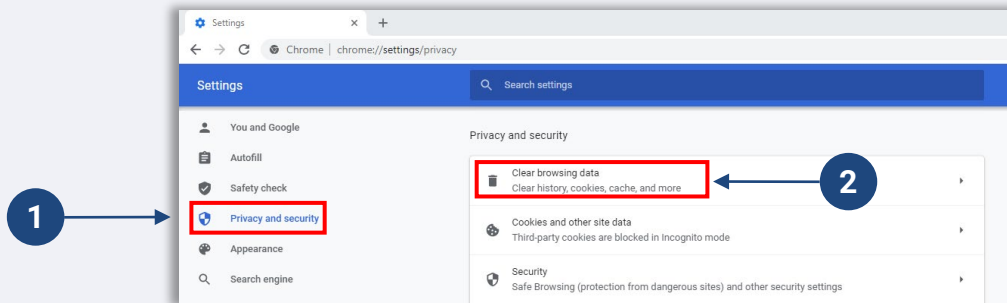 Settings
Chrome | chrome://settings/privacy
Settings
Search settings
You and Google
Autofill
Safety check
1
Privacy and security
Appearance
Search engine
Privacy and security
Clear browsing data
Clear history, cookies, cache, and more
2
Cookies and other site data
Third-party cookies are blocked in Incognito mode
Security
Safe Browsing (protection from dangerous sites) and other security settings